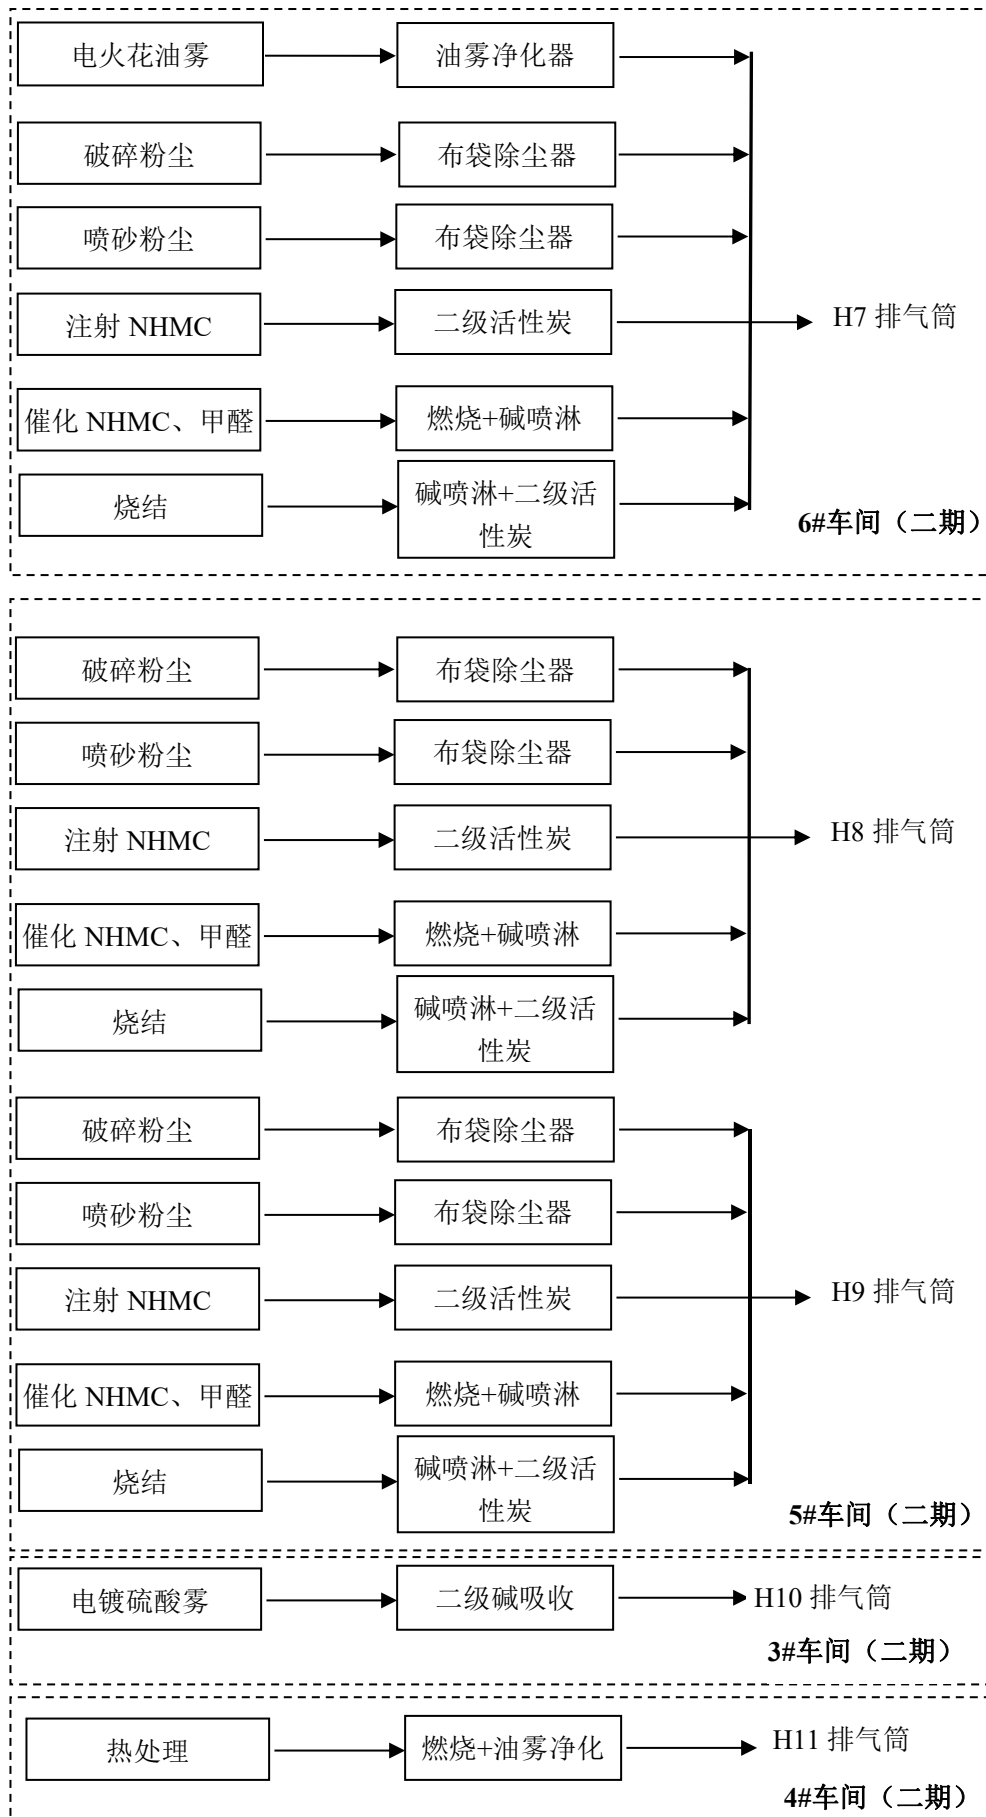 电火花油雾
油雾净化器
破碎粉尘
布袋除尘器
喷砂粉尘
布袋除尘器
注射 NHMC
二级活性炭
H7 排气筒
催化 NHMC、甲醛
燃烧+碱喷淋
烧结
碱喷淋+二级活
性炭
6#车间（二期）
破碎粉尘
布袋除尘器
喷砂粉尘
布袋除尘器
注射 NHMC
二级活性炭
H8 排气筒
催化 NHMC、甲醛
燃烧+碱喷淋
烧结
碱喷淋+二级活
性炭
破碎粉尘
布袋除尘器
喷砂粉尘
布袋除尘器
注射 NHMC
二级活性炭
H9 排气筒
催化 NHMC、甲醛
燃烧+碱喷淋
烧结
碱喷淋+二级活
性炭
5#车间（二期）
电镀硫酸雾
二级碱吸收
H10 排气筒
3#车间（二期）
热处理
燃烧+油雾净化
H11 排气筒
4#车间（二期）